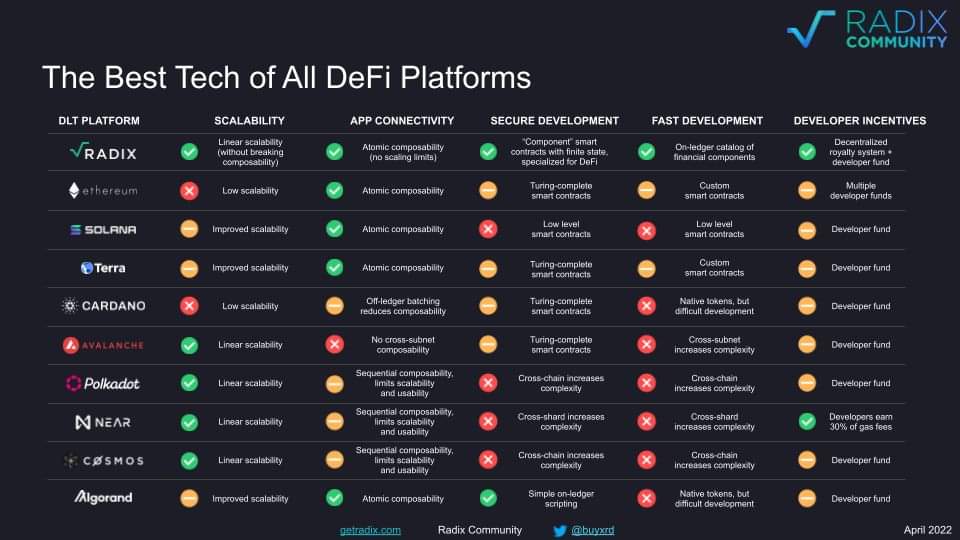 RADIX
COMMUNITY
The Best Tech of All DeFi Platforms
DLT PLATFORM SCALABILITY APP CONNECTIVITY SECURE DEVELOPMENT FAST DEVELOPMENT DEVELOPER INCENTIVES
RADIX
Linear scalability
(without breaking
composability)
Atomic composability
(no scaling limits)
"Component" smart
contracts with finite state,
specialized for DeFi
On-ledger catalog of
financial components
Decentralized
royalty system +
developer fund
ethereum
Low scalability
Atomic composability
Turing-complete
smart contracts
Custom
smart contracts
Multiple
developer funds
SOLANA
Improved scalability
Atomic composability
Low level
smart contracts
Low level
smart contracts
Developer fund
Terra
Improved scalability
Atomic composability
Turing-complete
smart contracts
Custom
smart contracts
Developer fund
CARDANO
Low scalability
Off-ledger batching
reduces composability
Turing-complete
smart contracts
Native tokens, but
difficult development
Developer fund
AVALANCHE
Linear scalability
No cross-subnet
composability
Turing-complete
smart contracts
Cross-subnet
increases complexity
Developer fund
Polkadot
Linear scalability
Sequential composability,
limits scalability
and usability
Cross-chain increases
complexity
Cross-chain
increases complexity
Developer fund
NEAR
Linear scalability
Sequential composability,
limits scalability
and usability
Cross-shard increases
complexity
Cross-shard
increases complexity
Developers earn
30% of gas fees
COSMOS
Linear scalability
Sequential composability,
limits scalability
and usability
Cross-chain increases
complexity
Cross-chain
increases complexity
Developer fund
Algorand
Improved scalability
Atomic composability
Simple on-ledger
scripting
Native tokens, but
difficult development
Developer fund
getradix.com Radix Community @buyxrd April 2022